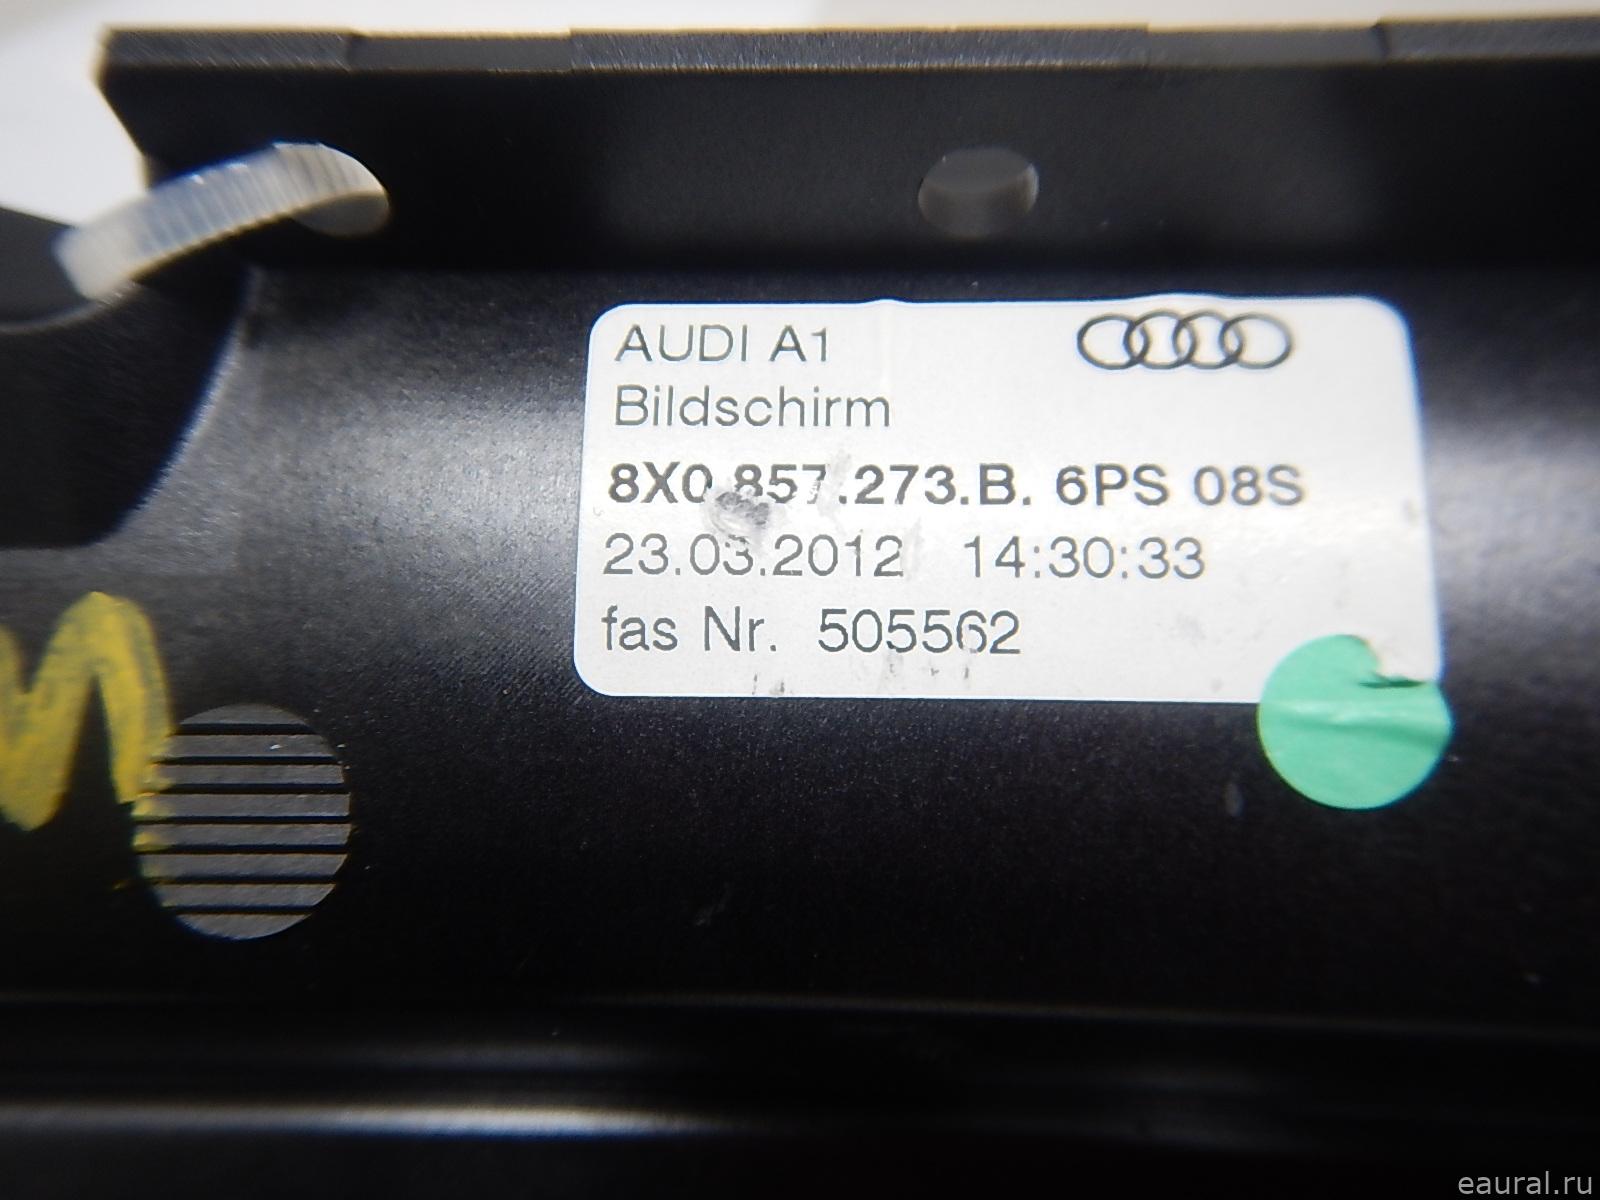 AUDI A1
Bildschirm
8X0.857.273.B. 6PS 08S
23.03.2012 14:30:33
fas Nr. 505562
eaural.ru